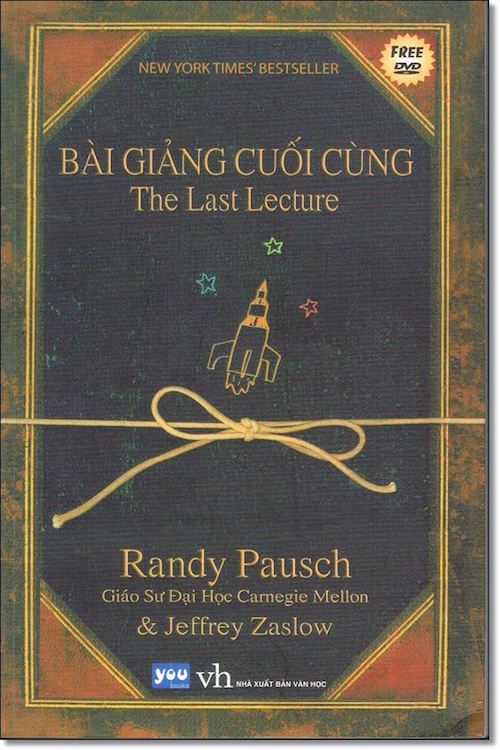 FREE
DVD
NEW YORK TIMES' BESTSELLER
BÀI GIẢNG CUỐI CÙNG
The Last Lecture
Randy Pausch
Giáo Sư Đại Học Carnegie Mellon
& Jeffrey Zaslow
you
books
vh NHÀ XUẤT BẢN VĂN HỌC